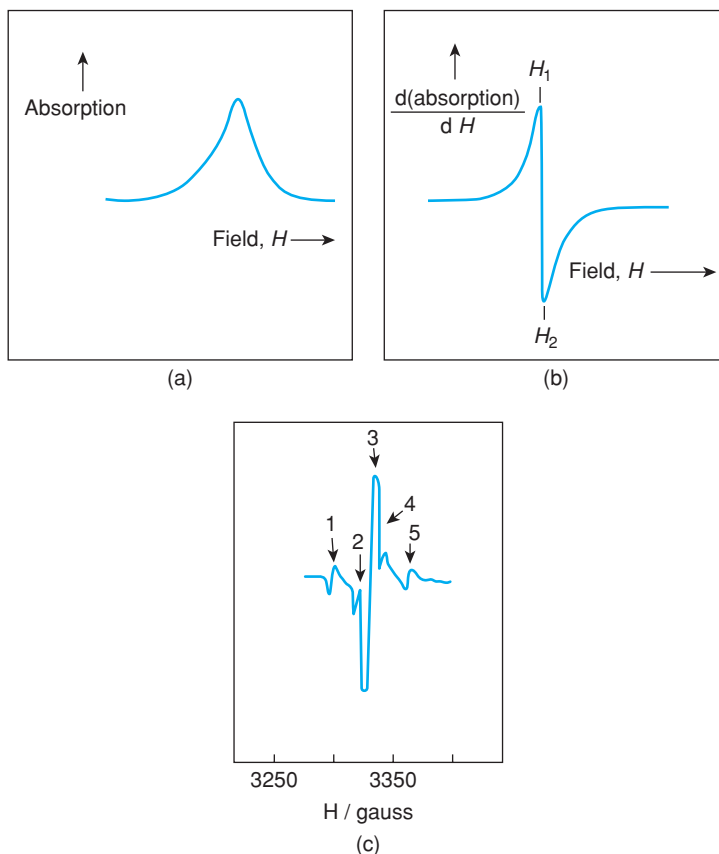 Absorption
Field, H
(a)
d(absorption)
d H
H1
Field, H
H2
(b)
3
4
1
2
5
3250
3350
H / gauss
(c)